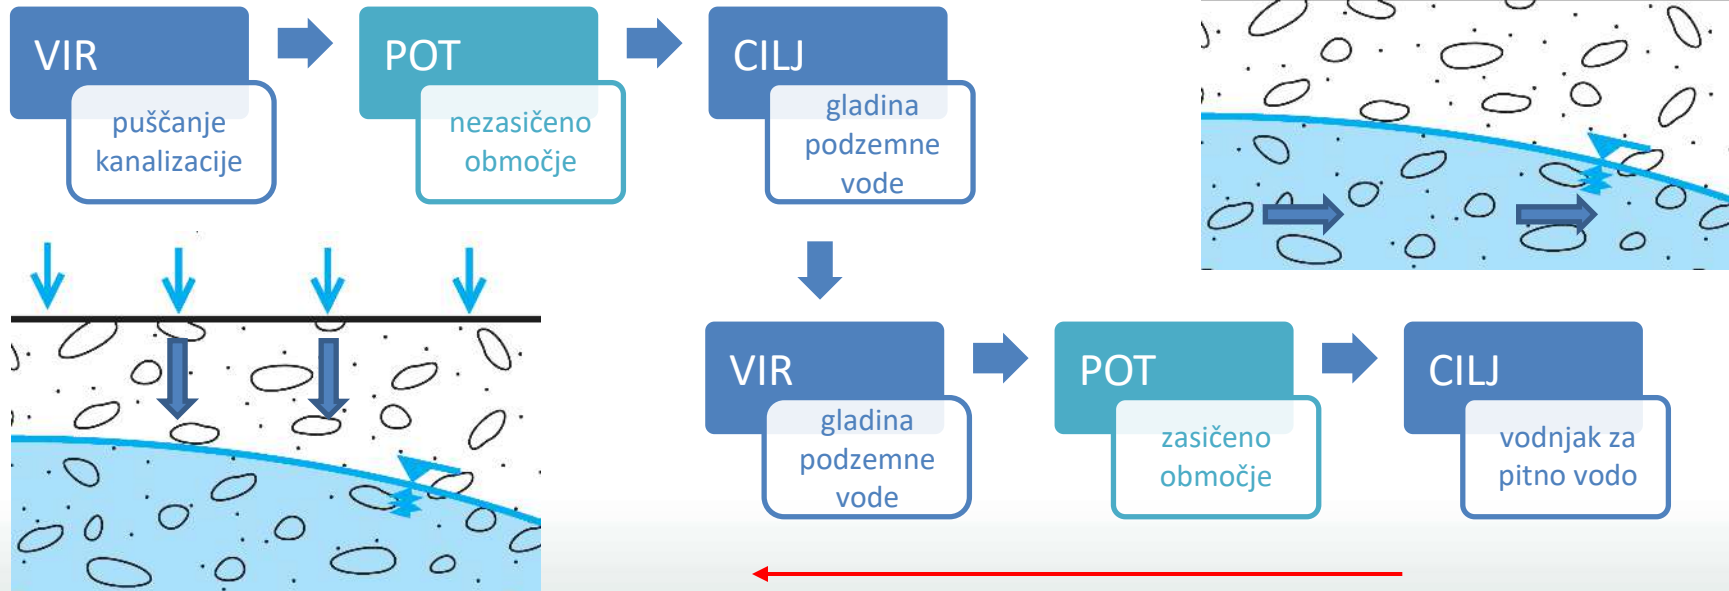 VIR
puščanje
kanalizacije
POT
nezasičeno
območje
CILJ
gladina
podzemne
vode
VIR
gladina
podzemne
vode
POT
zasičeno
območje
CILJ
vodnjak za
pitno vodo